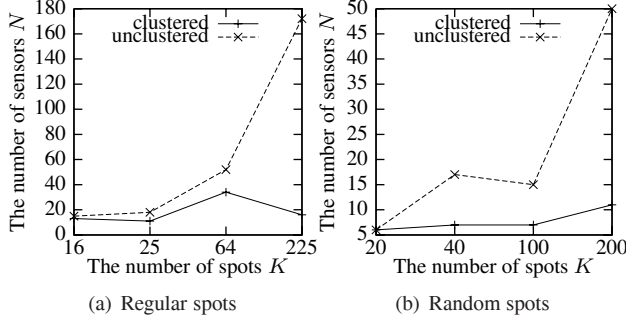 The number of sensors N
180
160
140
120
100
80
60
40
20
0
clustered
unclustered
16 25 64 225
The number of spots K
(a) Regular spots
The number of sensors N
50
45
40
35
30
25
20
15
10
5
clustered
unclustered
20 40 100 200
The number of spots K
(b) Random spots